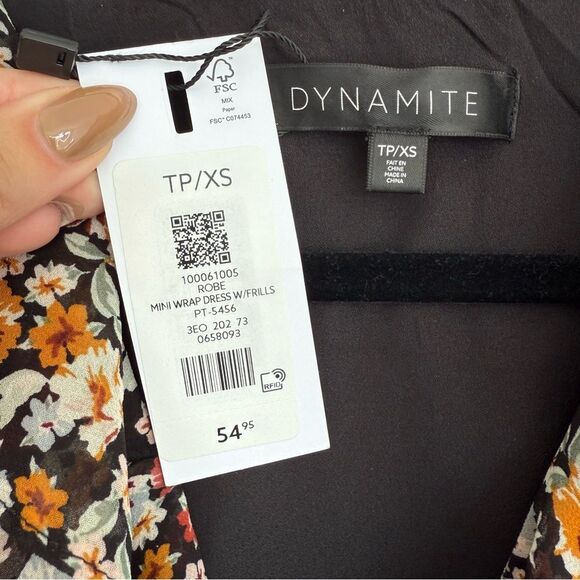 FSC
MIX
Paper
FSC® C074453
TP/XS
100061005
ROBE
MINI WRAP DRESS W/FRILLS
PT-5456
3EO 202 73
0658093
RFID
54.95
DYNAMITE
TP/XS
FAIT EN
CHINE
MADE IN
CHINA